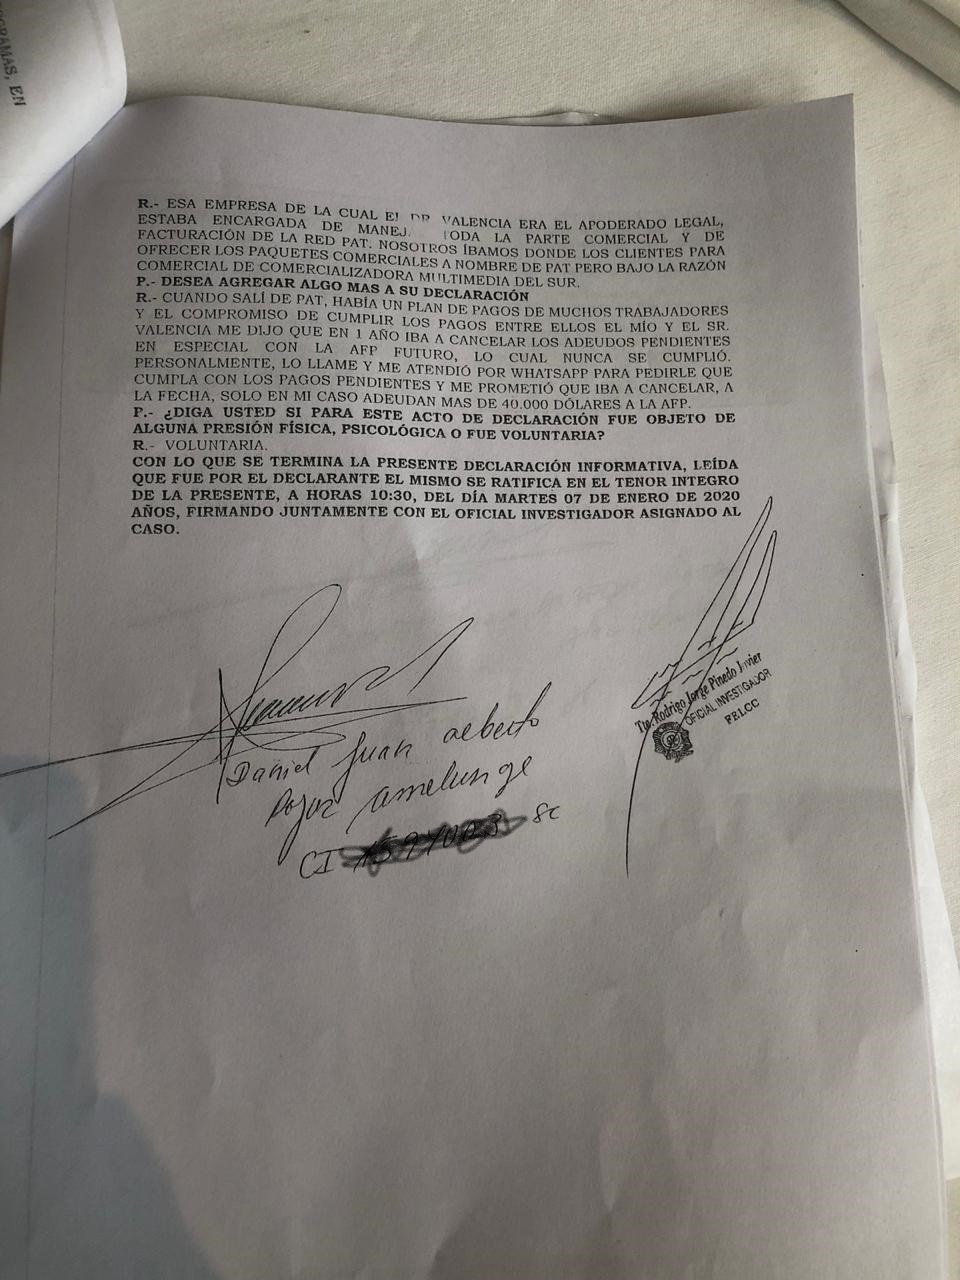 OGRAMAS, EN
R.- ESA EMPRESA DE LA CUAL EL VALENCIA ERA EL APODERADO LEGAL,
ESTABA ENCARGADA DE MANEJ ODA LA PARTE COMERCIAL Y DE
FACTURACIÓN DE LA RED PAT. NOSOTROS ÍBAMOS DONDE LOS CLIENTES PARA
OFRECER LOS PAQUETES COMERCIALES A NOMBRE DE PAT PERO BAJO LA RAZÓN
COMERCIAL DE COMERCIALIZADORA MULTIMEDIA DEL SUR.
P.- DESEA AGREGAR ALGO MAS A SU DECLARACIÓN
R.- CUANDO SALÍ DE PAT, HABÍA UN PLAN DE PAGOS DE MUCHOS TRABAJADORES
Y EL COMPROMISO DE CUMPLIR LOS PAGOS ENTRE ELLOS EL MÍO Y EL SR.
VALENCIA ME DIJO QUE EN 1 AÑO IBA A CANCELAR LOS ADEUDOS PENDIENTES
EN ESPECIAL CON LA AFP FUTURO, LO CUAL NUNCA SE CUMPLIÓ.
PERSONALMENTE, LO LLAME Y ME ATENDIÓ POR WHATSAPP PARA PEDIRLE QUE
CUMPLA CON LOS PAGOS PENDIENTES Y ME PROMETIÓ QUE IBA A CANCELAR, A
LA FECHA, SOLO EN MI CASO ADEUDAN MAS DE 40.000 DÓLARES A LA AFP.
P.- ¿DIGA USTED SI PARA ESTE ACTO DE DECLARACIÓN FUE OBJETO DE
ALGUNA PRESIÓN FÍSICA, PSICOLÓGICA O FUE VOLUNTARIA?
R.- VOLUNTARIA.
CON LO QUE SE TERMINA LA PRESENTE DECLARACIÓN INFORMATIVA, LEÍDA
QUE FUE POR EL DECLARANTE EL MISMO SE RATIFICA EN EL TENOR INTEGRO
DE LA PRESENTE, A HORAS 10:30, DEL DÍA MARTES 07 DE ENERO DE 2020
AÑOS, FIRMANDO JUNTAMENTE CON EL OFICIAL INVESTIGADOR ASIGNADO AL
CASO.
Daniel Juan alberto
amelunge
CI SC
Tte. Rodrigo Jorge Pinedo Javier
OFICIAL INVESTIGADOR
FELCC